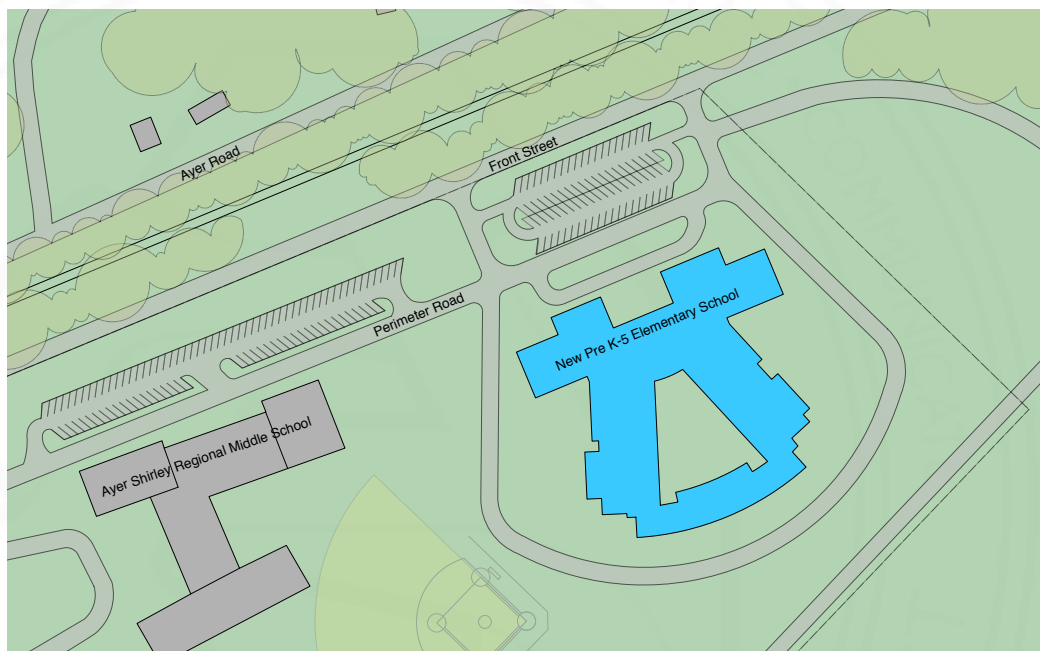 Ayer Road
Front Street
Perimeter Road
New Pre K-5 Elementary School
Ayer Shirley Regional Middle School